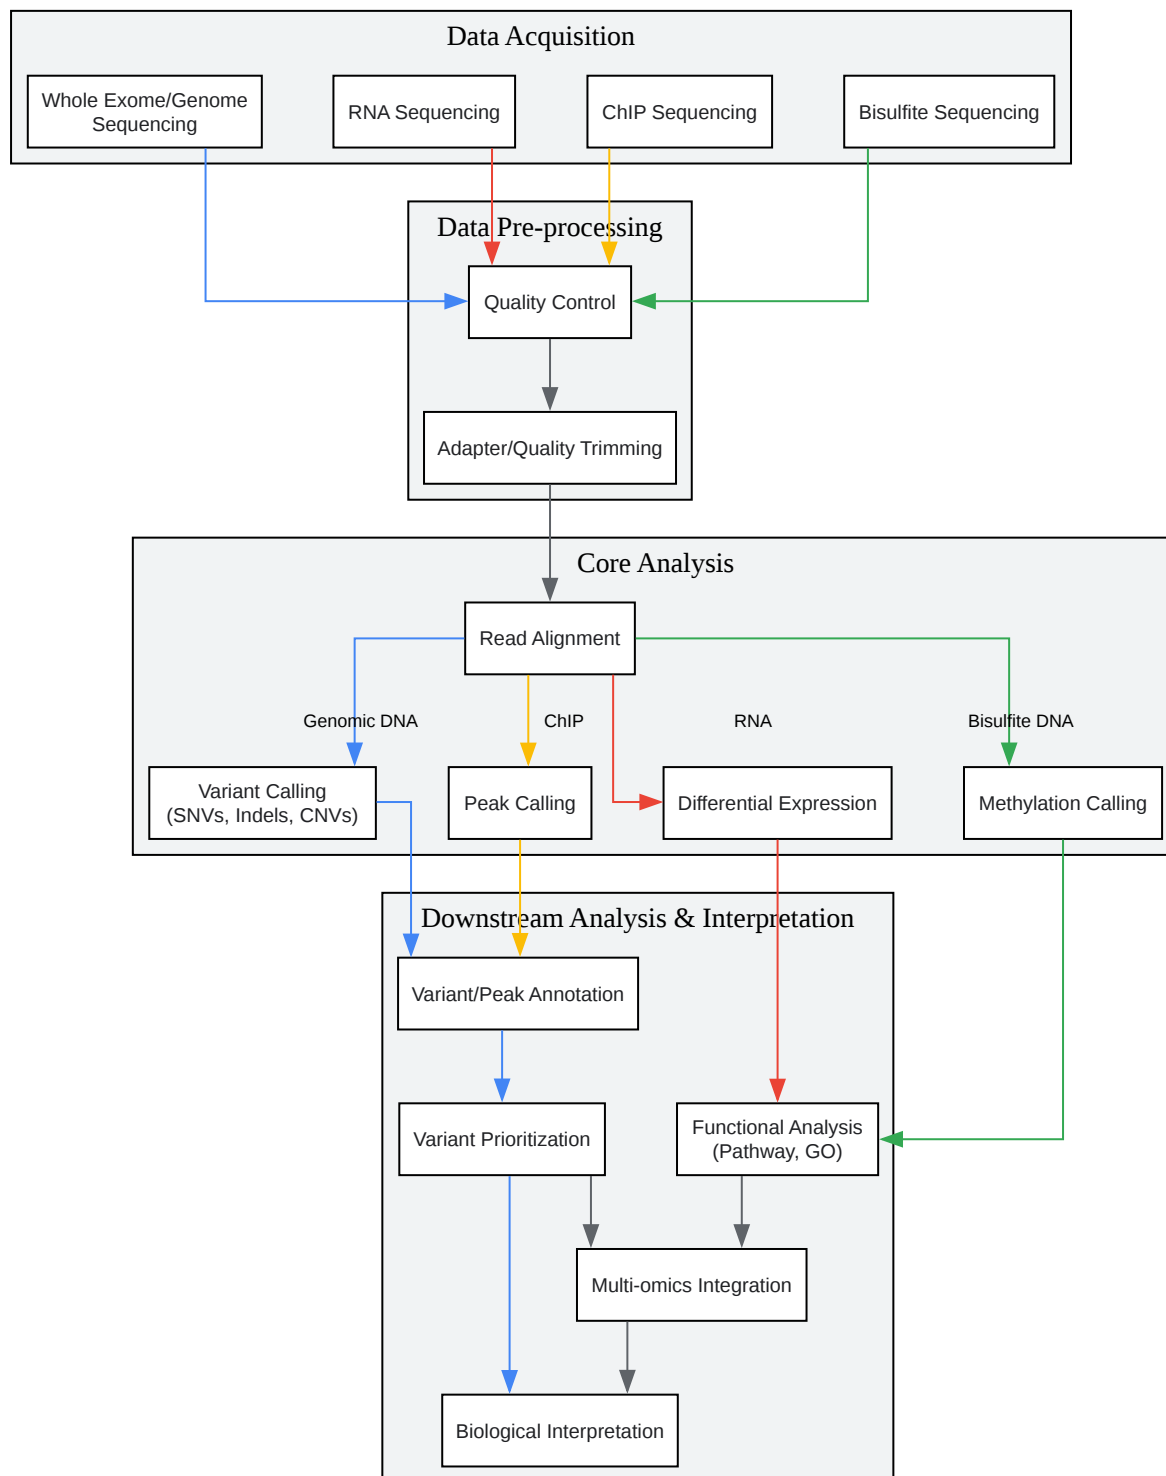 Data Acquisition
Whole Exome/Genome
Sequencing
RNA Sequencing
ChIP Sequencing
Bisulfite Sequencing
Data Pre-processing
Quality Control
Adapter/Quality Trimming
Core Analysis
Read Alignment
Genomic DNA
ChIP
RNA
Bisulfite DNA
Variant Calling
(SNVs, Indels, CNVs)
Peak Calling
Differential Expression
Methylation Calling
Downstream Analysis & Interpretation
Variant/Peak Annotation
Variant Prioritization
Functional Analysis
(Pathway, GO)
Multi-omics Integration
Biological Interpretation